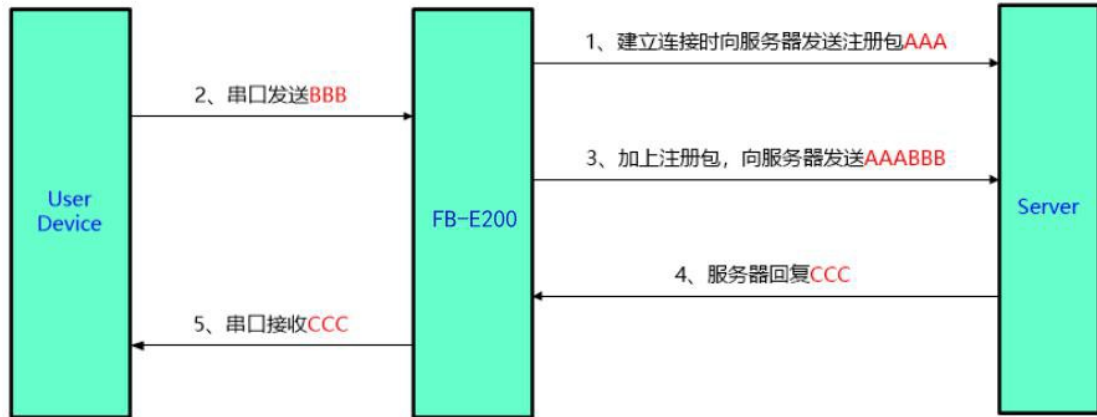 1、建立连接时向服务器发送注册包AAA
2、串口发送BBB
3、加上注册包，向服务器发送AAABBB
User
Device
FB-E200
Server
4、服务器回复CCC
5、串口接收CCC